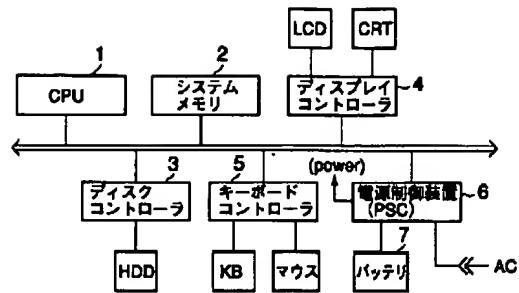 LCD
CRT
1
CPU
2
システム
メモリ
ディスプレイ
コントローラ
4
3
ディスク
コントローラ
5
キーボード
コントローラ
(power)
電源制御装置
(PSC)
6
HDD
KB
マウス
7
バッテリ
AC